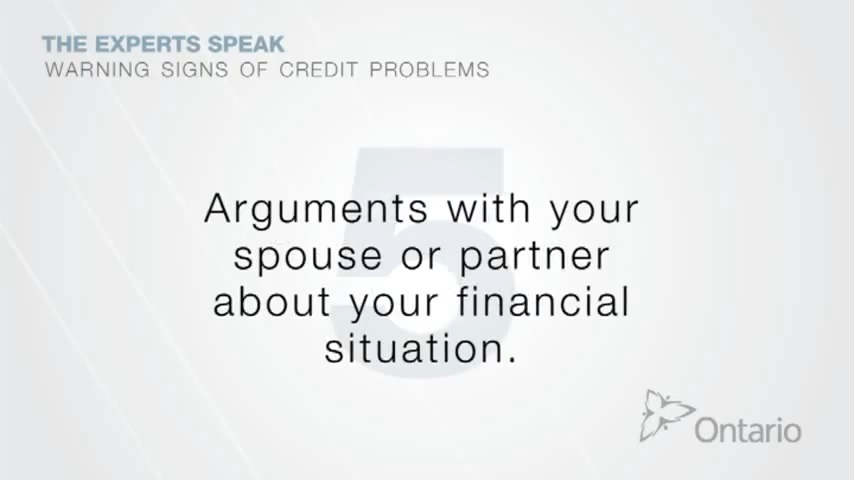 THE EXPERTS SPEAK
WARNING SIGNS OF CREDIT PROBLEMS
5
Arguments with your
spouse or partner
about your financial
situation.
Ontario